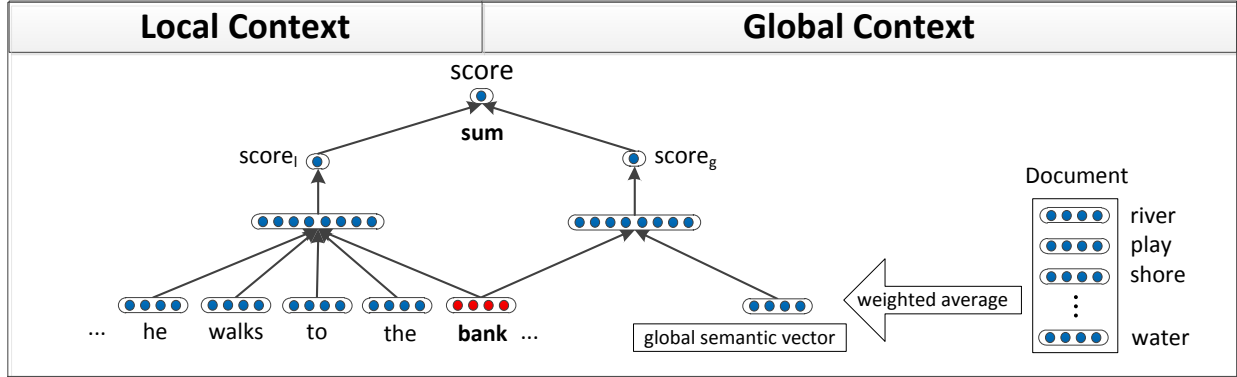 Local Context
Global Context
score
sum
scoreₗ
score_g
Document
river
play
shore
⋮
water
weighted average
... he walks to the bank ...
global semantic vector